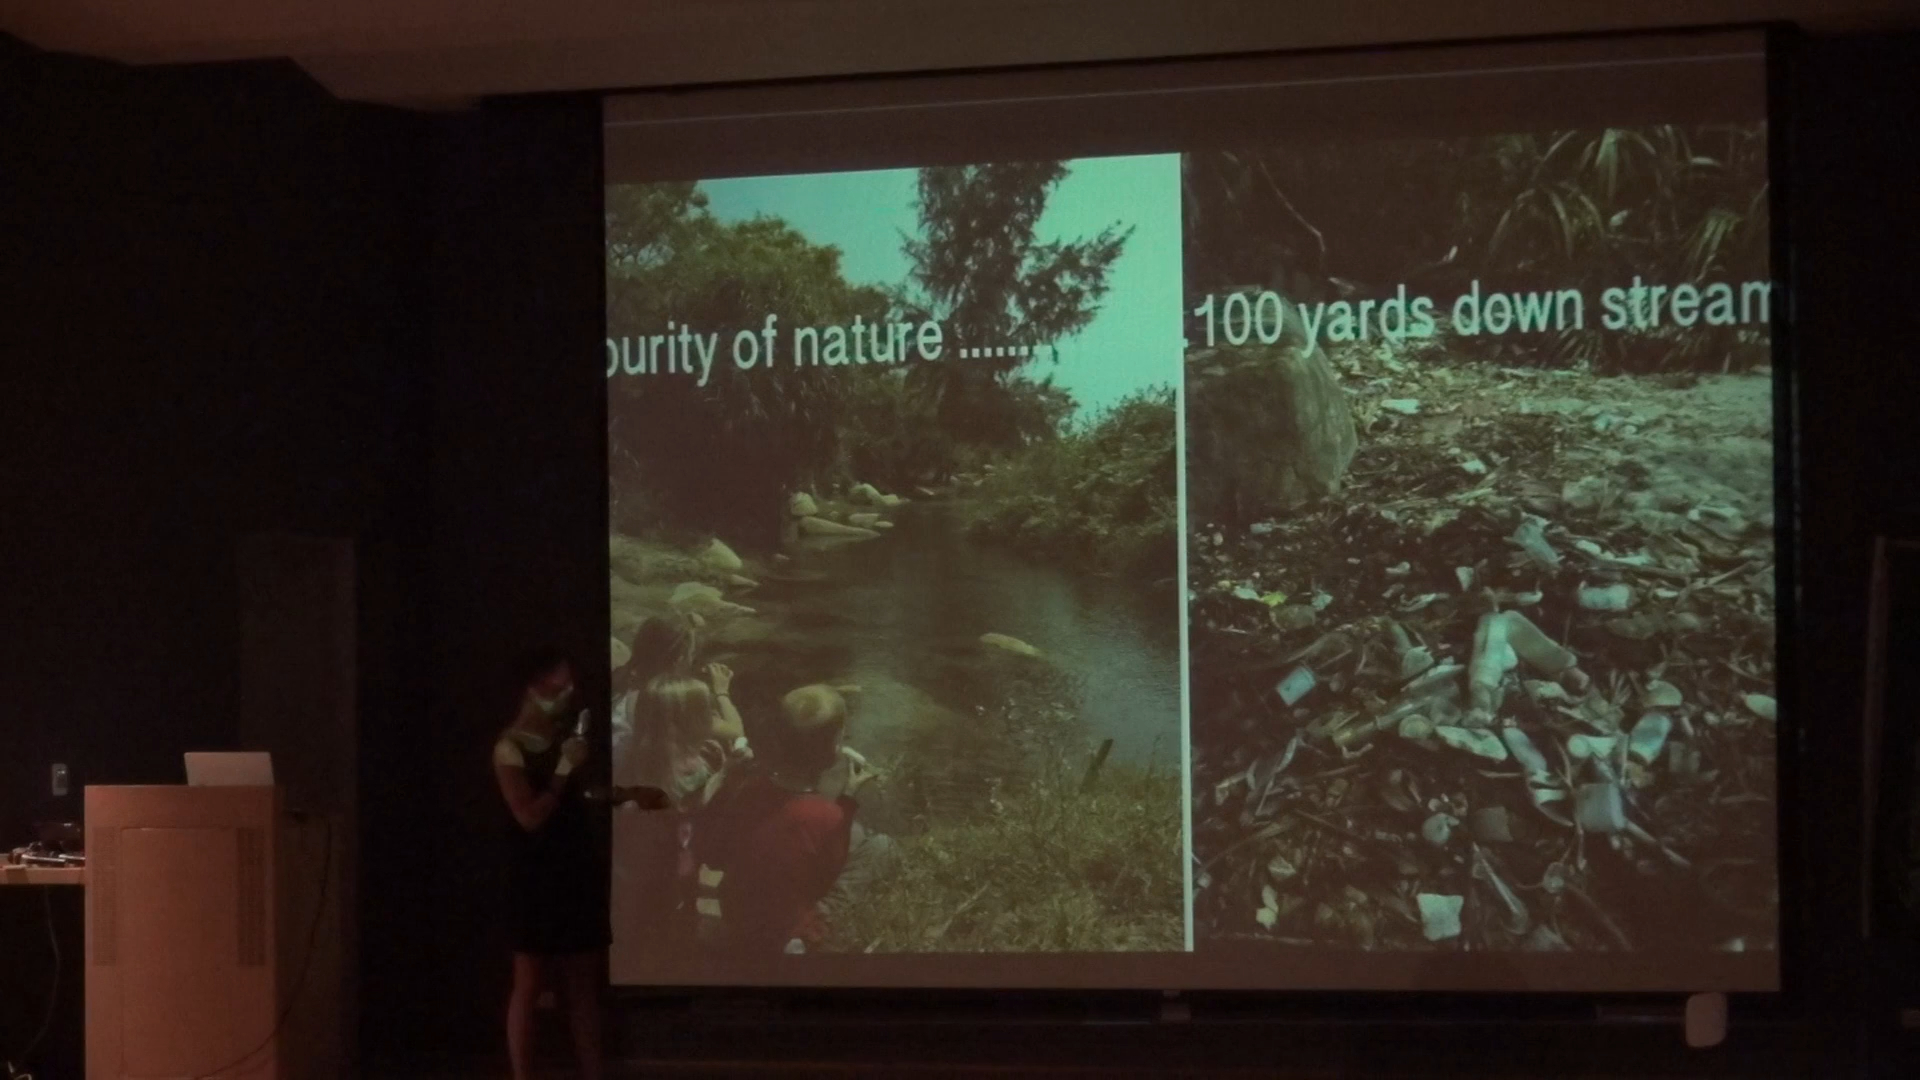 purity of nature ........
.100 yards down stream